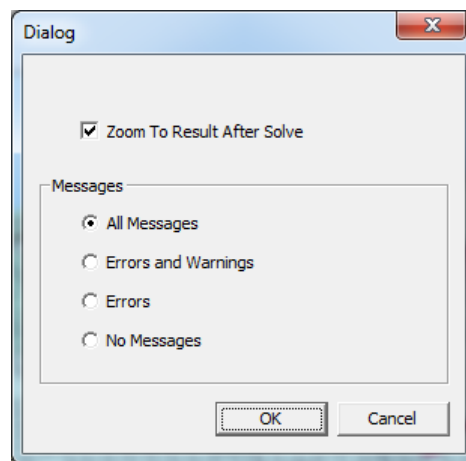 Dialog
Zoom To Result After Solve
Messages
All Messages
Errors and Warnings
Errors
No Messages
OK Cancel